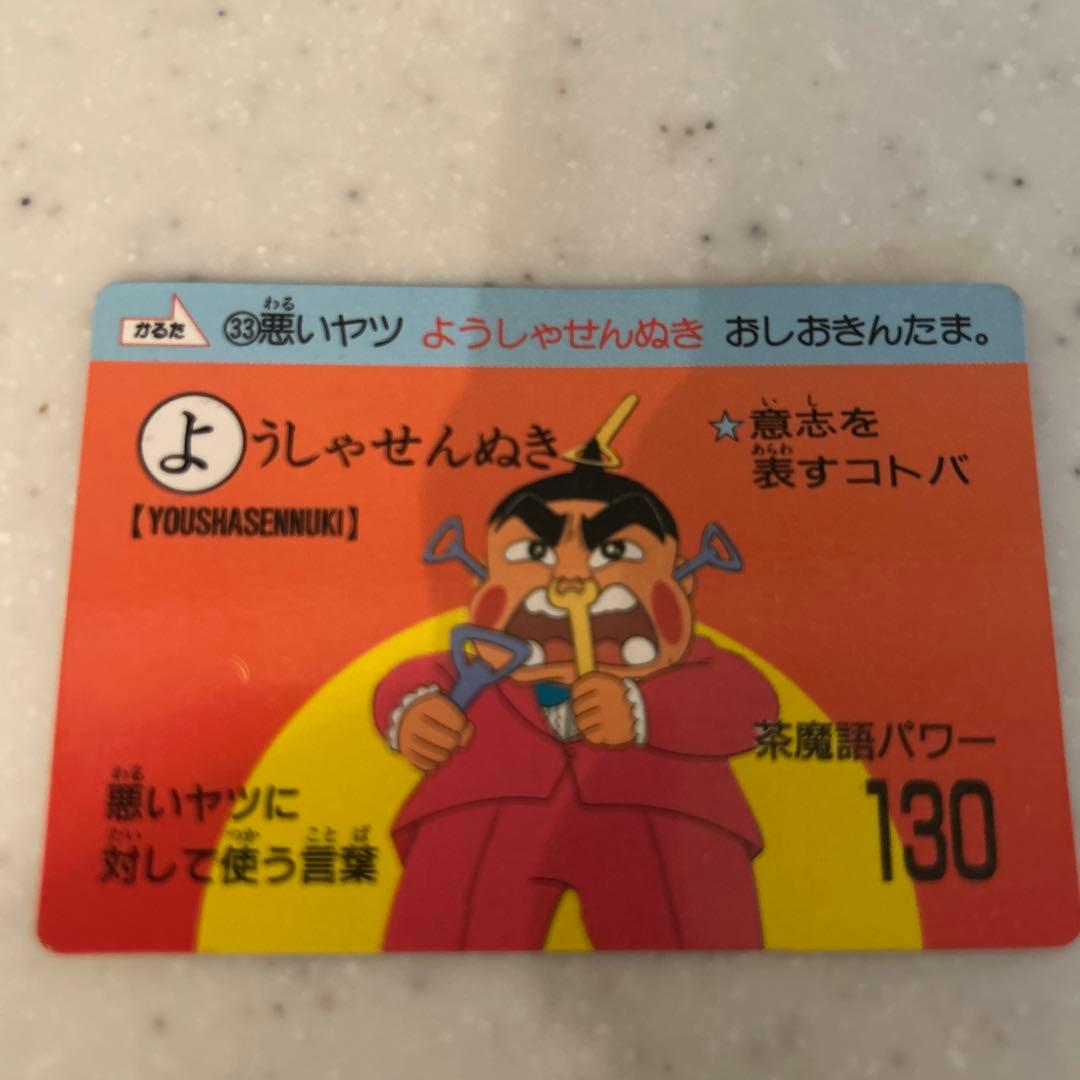 かるた ㉝悪いヤツ ようしゃせんぬき おしおきんたま。
わる
ようしゃせんぬき
【YOUSHASENNUKI】
★意志を
いし
表すコトバ
あらわ
茶魔語パワー
130
悪いヤツに
わる
対して使う言葉
たい つか ことば